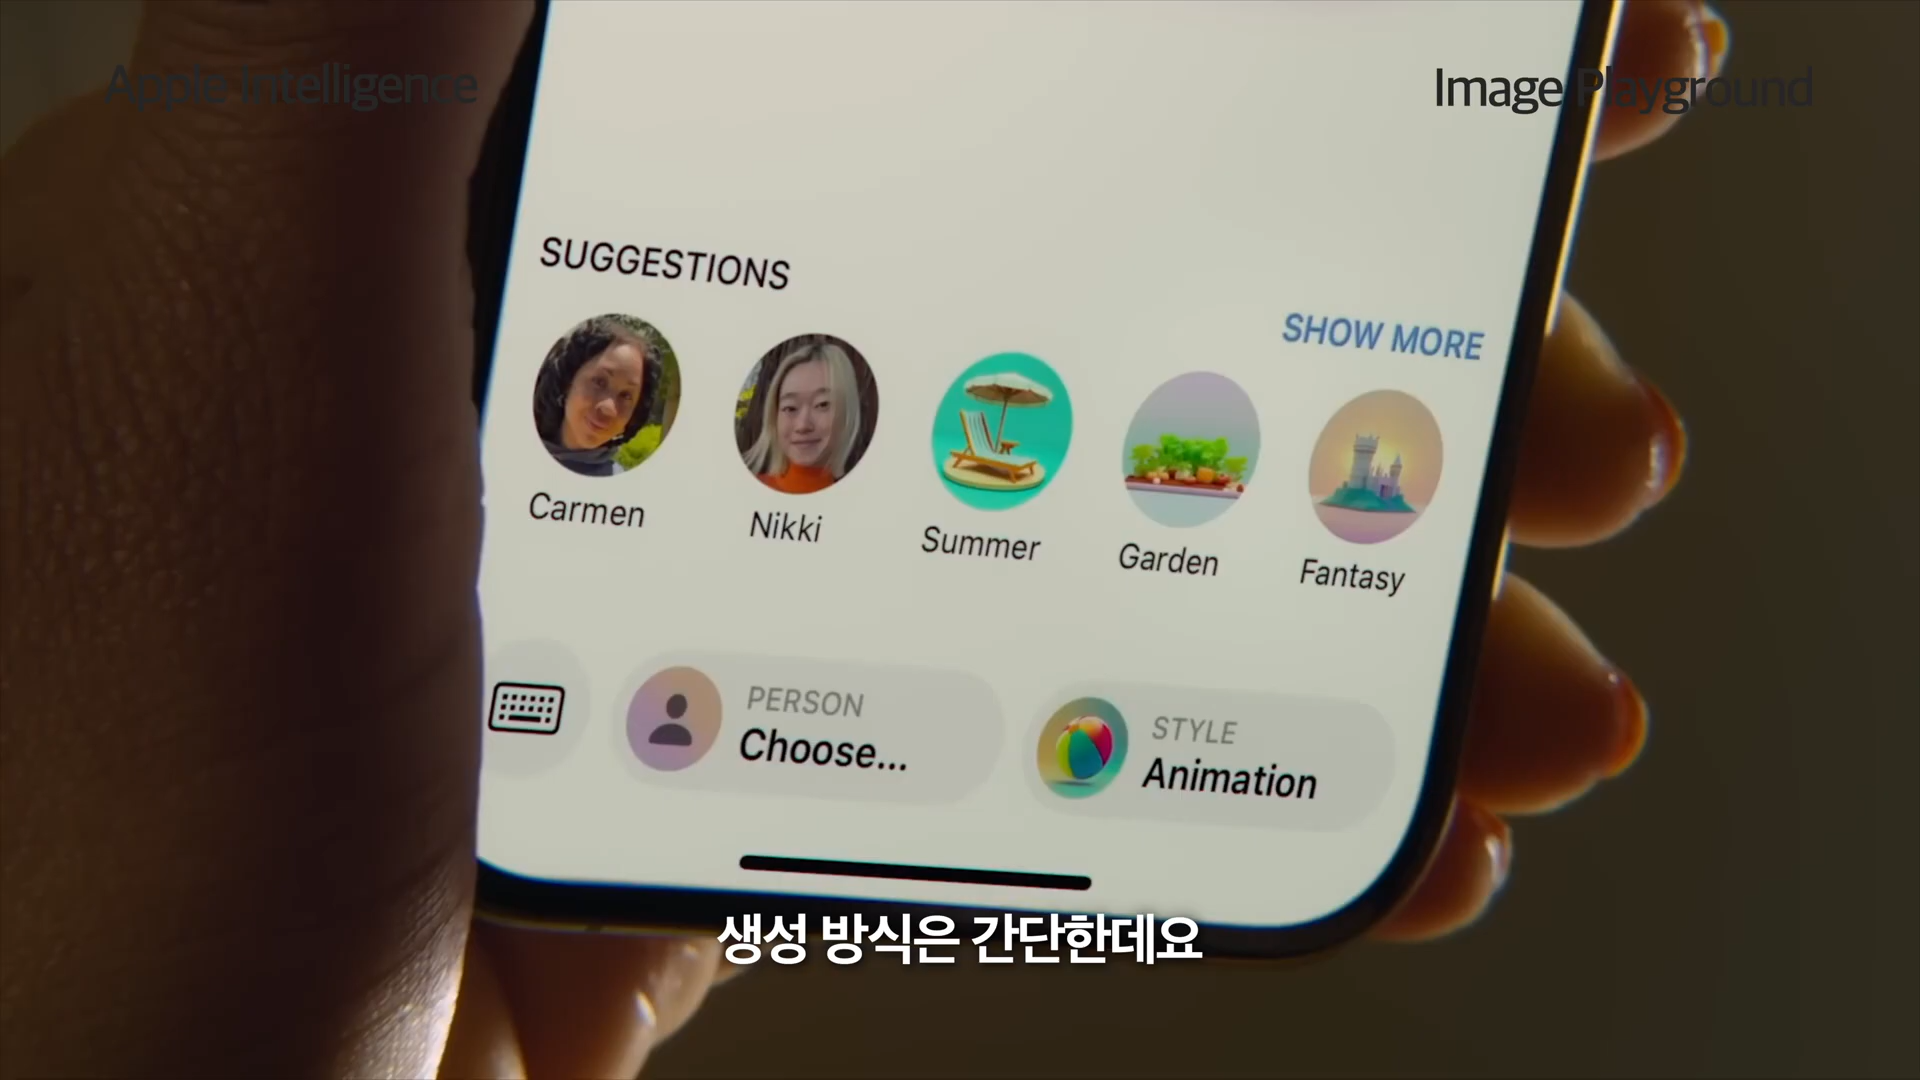 Apple Intelligence
Image Playground
SUGGESTIONS
SHOW MORE
Carmen
Nikki
Summer
Garden
Fantasy
PERSON
Choose...
STYLE
Animation
생성 방식은 간단한데요